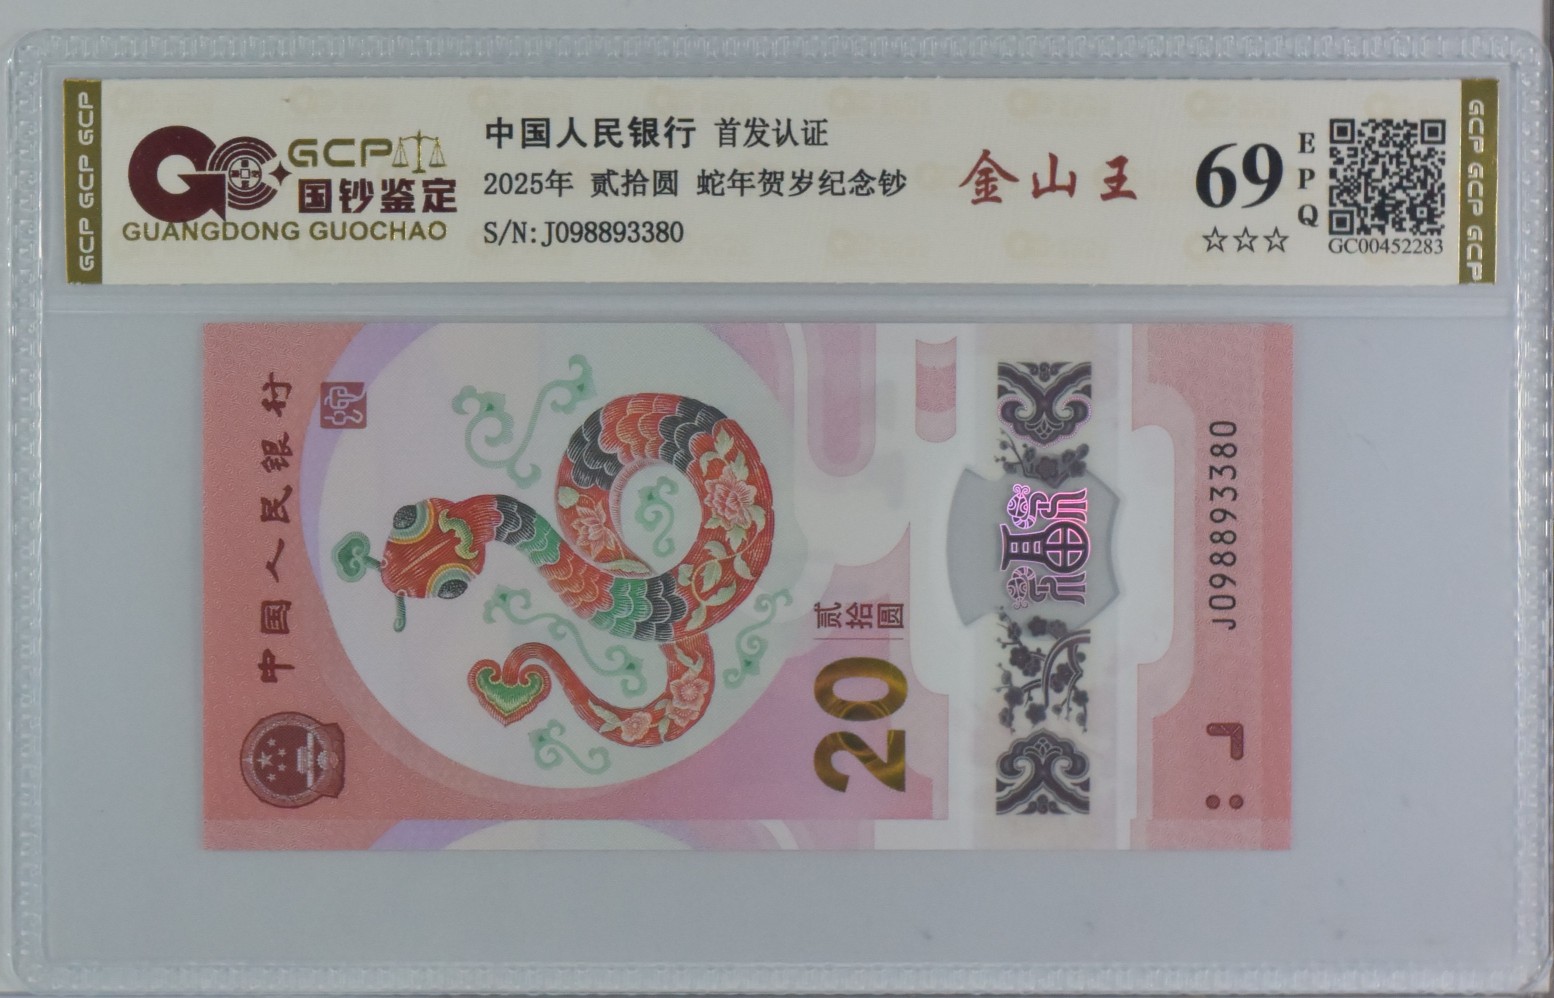 GCP GCP GCP
GCP
国钞鉴定
GUANGDONG GUOCHAO
中国人民银行 首发认证
2025年 贰拾圆 蛇年贺岁纪念钞
S/N:J098893380
金山王
69
EPQ
☆☆☆
GC00452283
GCP GCP GCP
中国人民银行
贰拾圆
20
J098893380